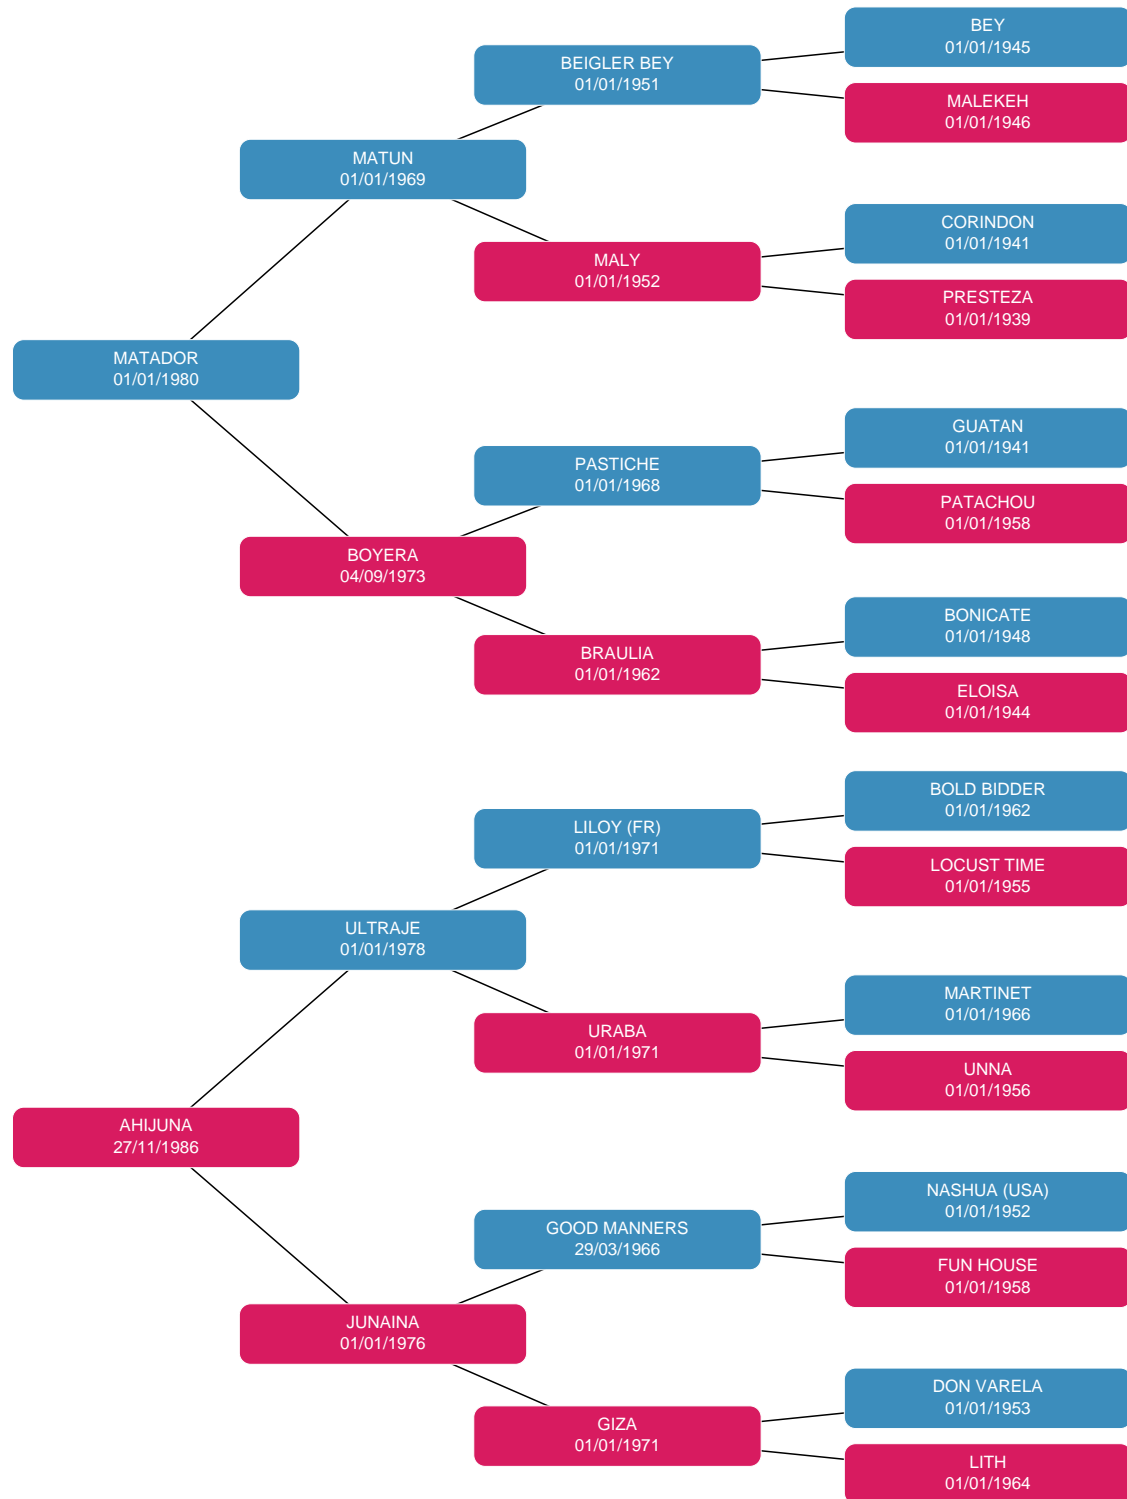 BEY
01/01/1945
BEIGLER BEY
01/01/1951
MALEKEH
01/01/1946
MATUN
01/01/1969
CORINDON
01/01/1941
MALY
01/01/1952
PRESTEZA
01/01/1939
MATADOR
01/01/1980
GUATAN
01/01/1941
PASTICHE
01/01/1968
PATACHOU
01/01/1958
BOYERA
04/09/1973
BONICATE
01/01/1948
BRAULIA
01/01/1962
ELOISA
01/01/1944
BOLD BIDDER
01/01/1962
LILOY (FR)
01/01/1971
LOCUST TIME
01/01/1955
ULTRAJE
01/01/1978
MARTINET
01/01/1966
URABA
01/01/1971
UNNA
01/01/1956
AHIJUNA
27/11/1986
NASHUA (USA)
01/01/1952
GOOD MANNERS
29/03/1966
FUN HOUSE
01/01/1958
JUNAINA
01/01/1976
DON VARELA
01/01/1953
GIZA
01/01/1971
LITH
01/01/1964